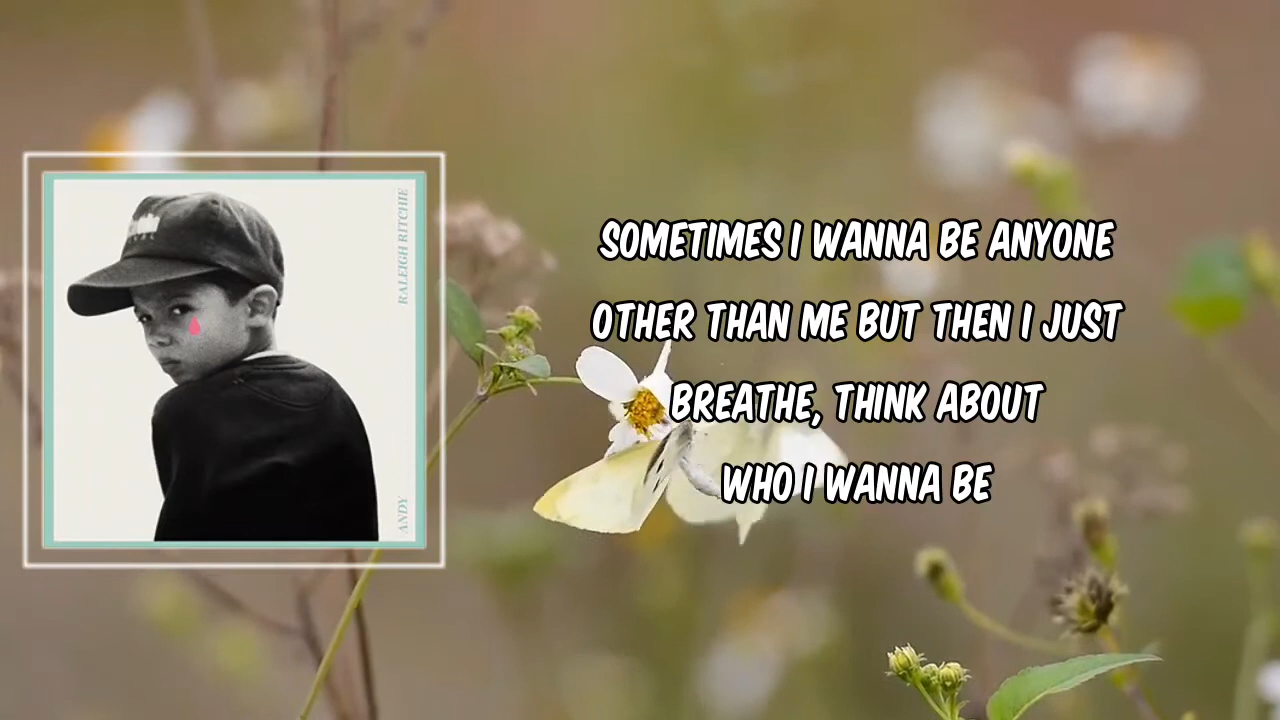 RALEIGH RITCHIE
ANDY
SOMETIMES I WANNA BE ANYONE
OTHER THAN ME BUT THEN I JUST
BREATHE, THINK ABOUT
WHO I WANNA BE